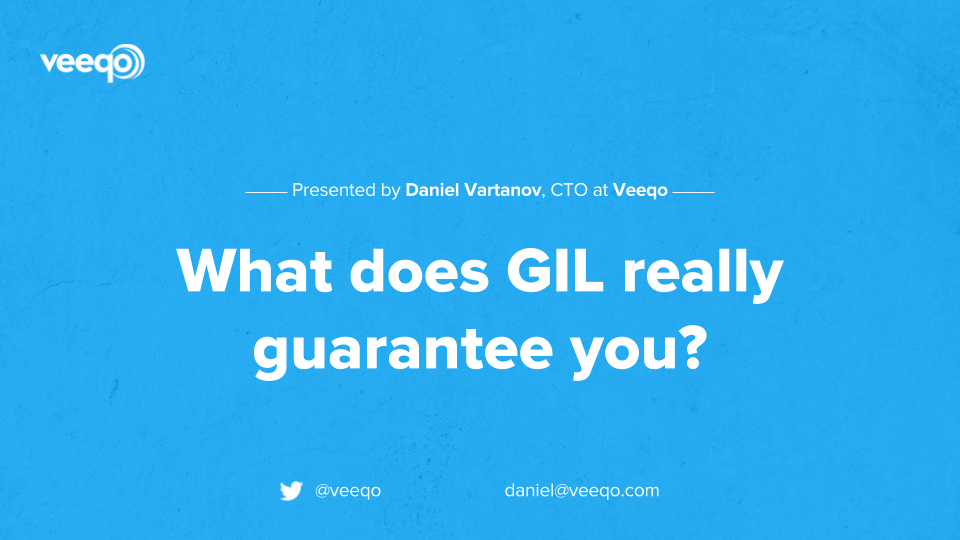 veeqo
Presented by Daniel Vartanov, CTO at Veeqo
What does GIL really
guarantee you?
@veeqo
daniel@veeqo.com